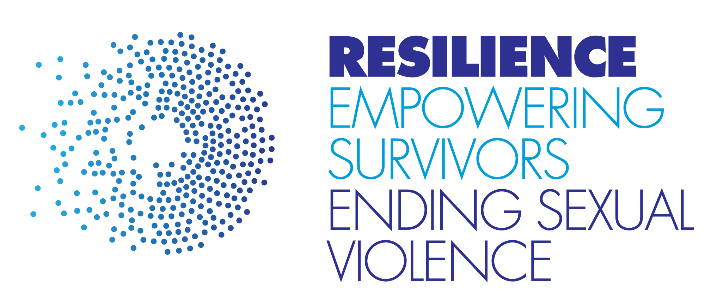 RESILIENCE
EMPOWERING
SURVIVORS
ENDING SEXUAL
VIOLENCE